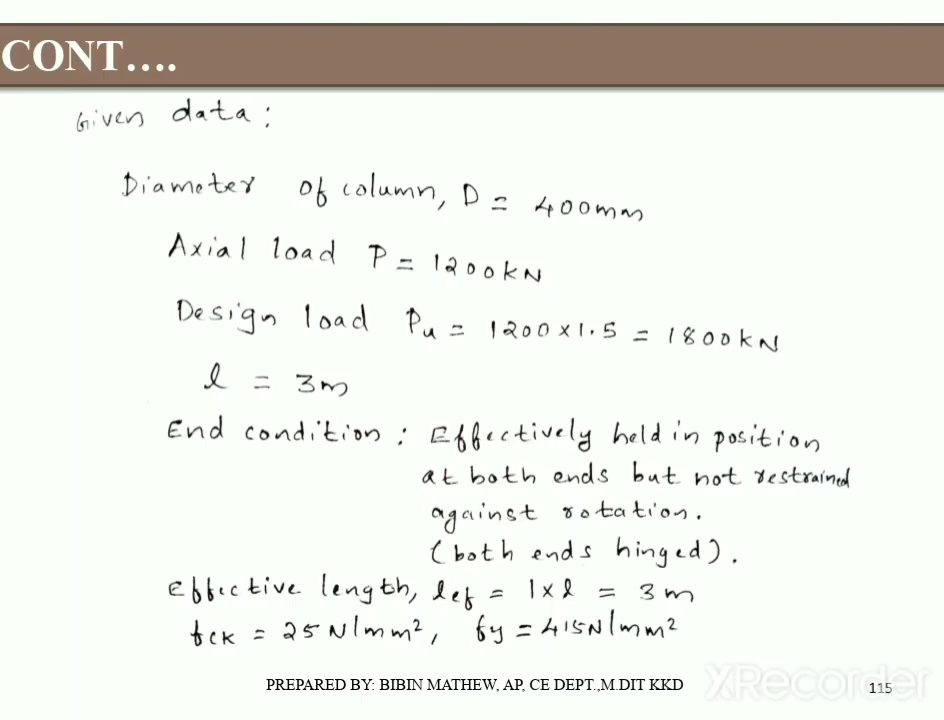 CONT....
Given data:
Diameter of column, D = 400mm
Axial load P = 1200kN
Design load Pu = 1200 x 1.5 = 1800kN
l = 3m
End condition: Effectively held in position
at both ends but not restrained
against rotation.
(both ends hinged).
Effective length, lef = 1 x l = 3m
fck = 25N/mm², fy = 415N/mm²
PREPARED BY: BIBIN MATHEW, AP, CE DEPT.,M.DIT KKD
XRecorder
115